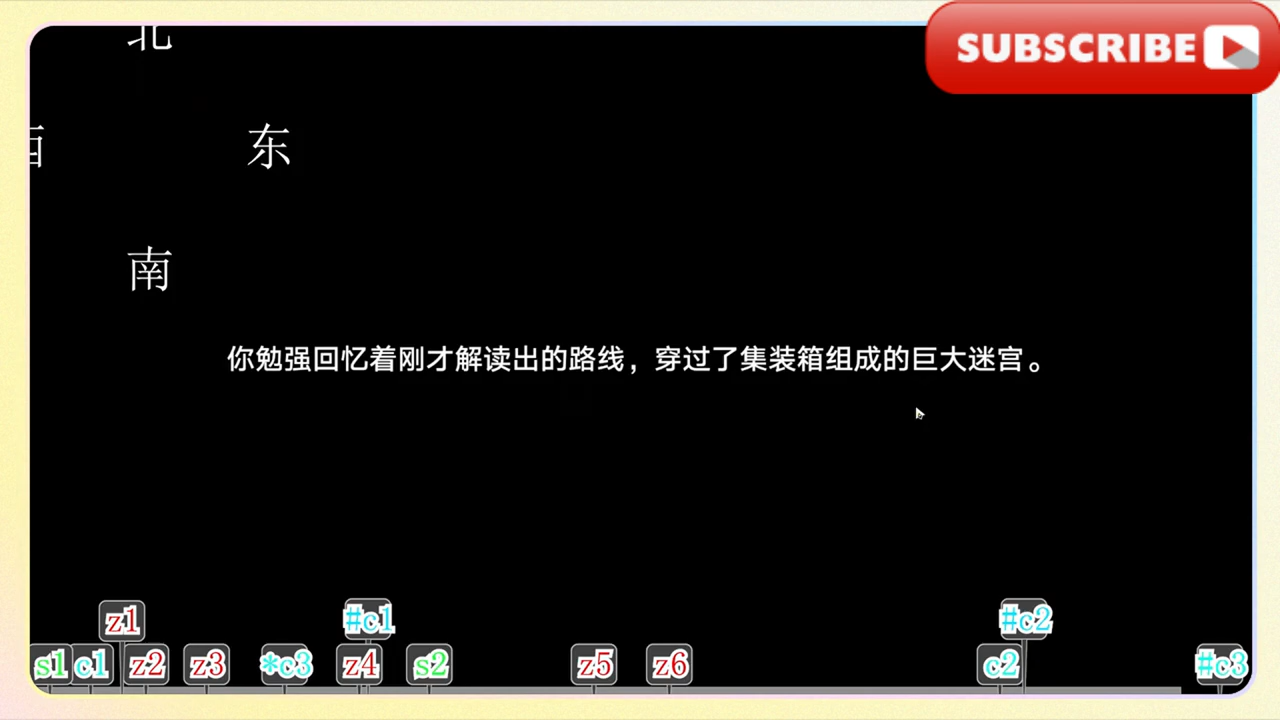 北
SUBSCRIBE
西 东
南
你勉强回忆着刚才解读出的路线，穿过了集装箱组成的巨大迷宫。
z1 #c1 #c2
s1 c1 z2 z3 *c3 z4 s2 z5 z6 c2 #c3